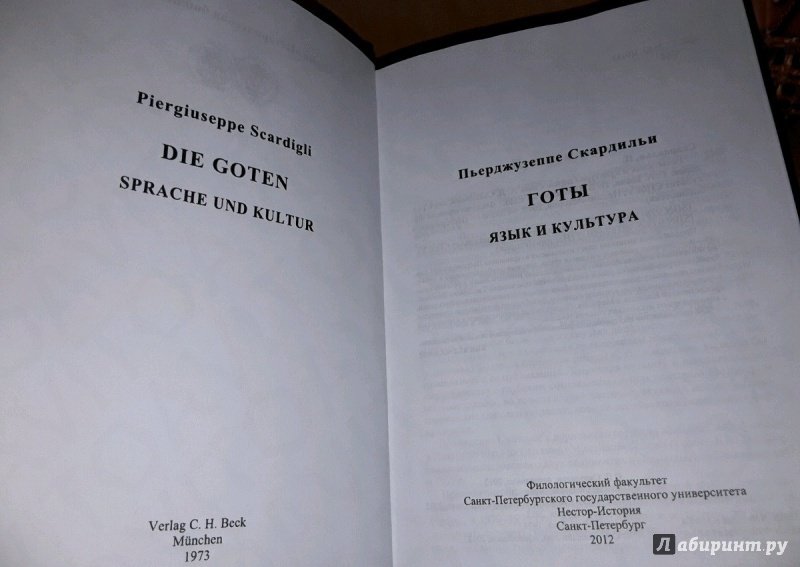 Piergiuseppe Scardigli
DIE GOTEN
SPRACHE UND KULTUR
Verlag C. H. Beck
München
1973
Пьерджузеппе Скардильи
ГОТЫ
ЯЗЫК И КУЛЬТУРА
Филологический факультет
Санкт-Петербургского государственного университета
Нестор-История
Санкт-Петербург
2012
Лабиринт.ру